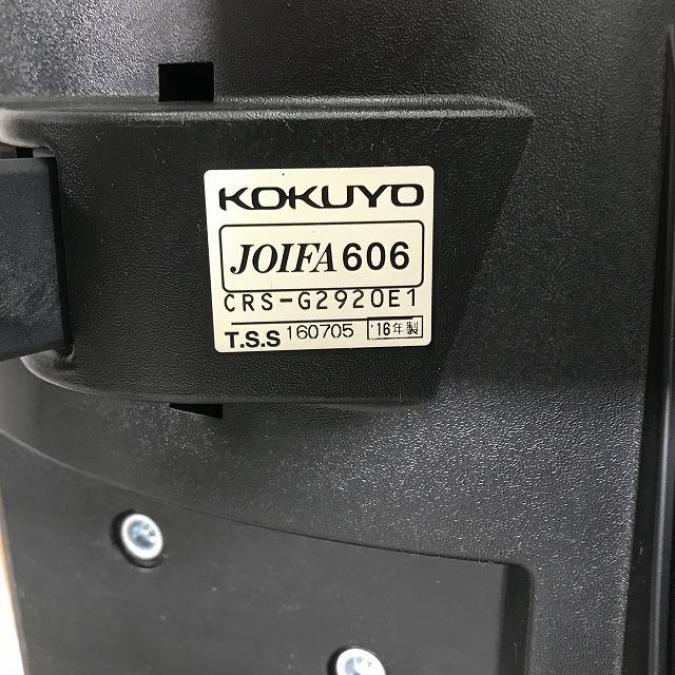 KOKUYO
JOIFA 606
CRS-G2920E1
T.S.S 160705 '16年製